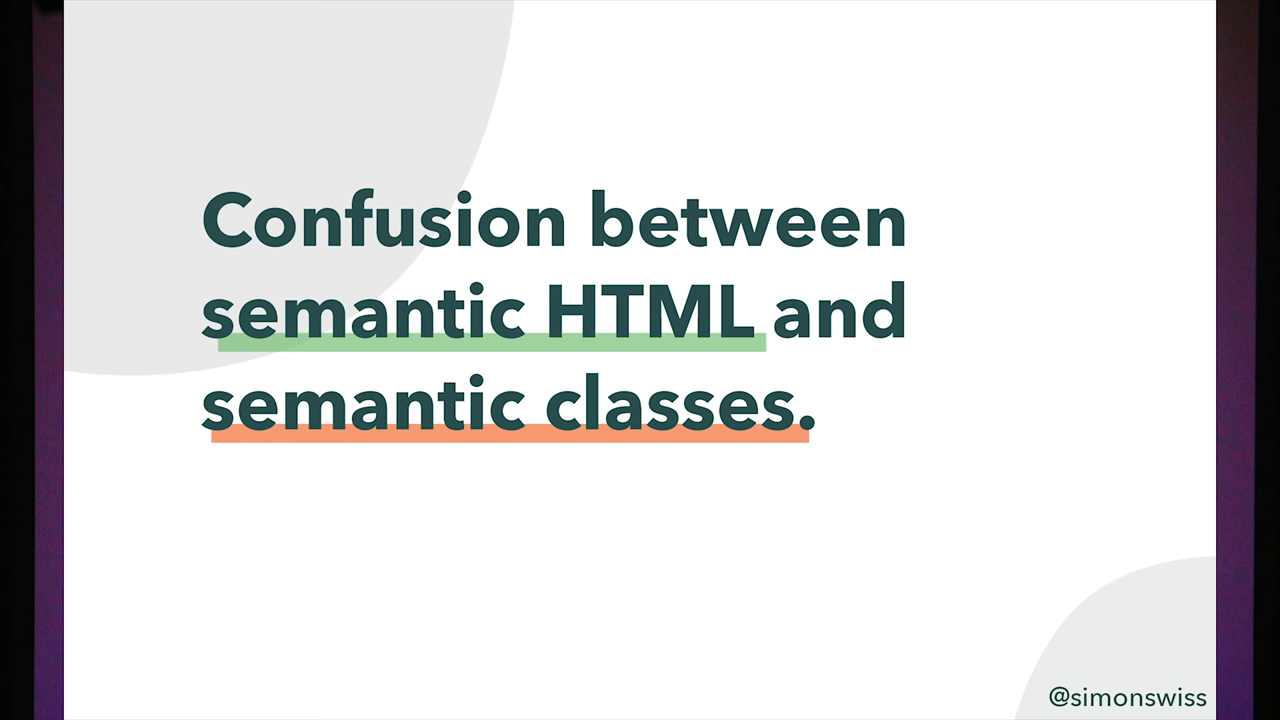 Confusion between
semantic HTML and
semantic classes.
@simonswiss